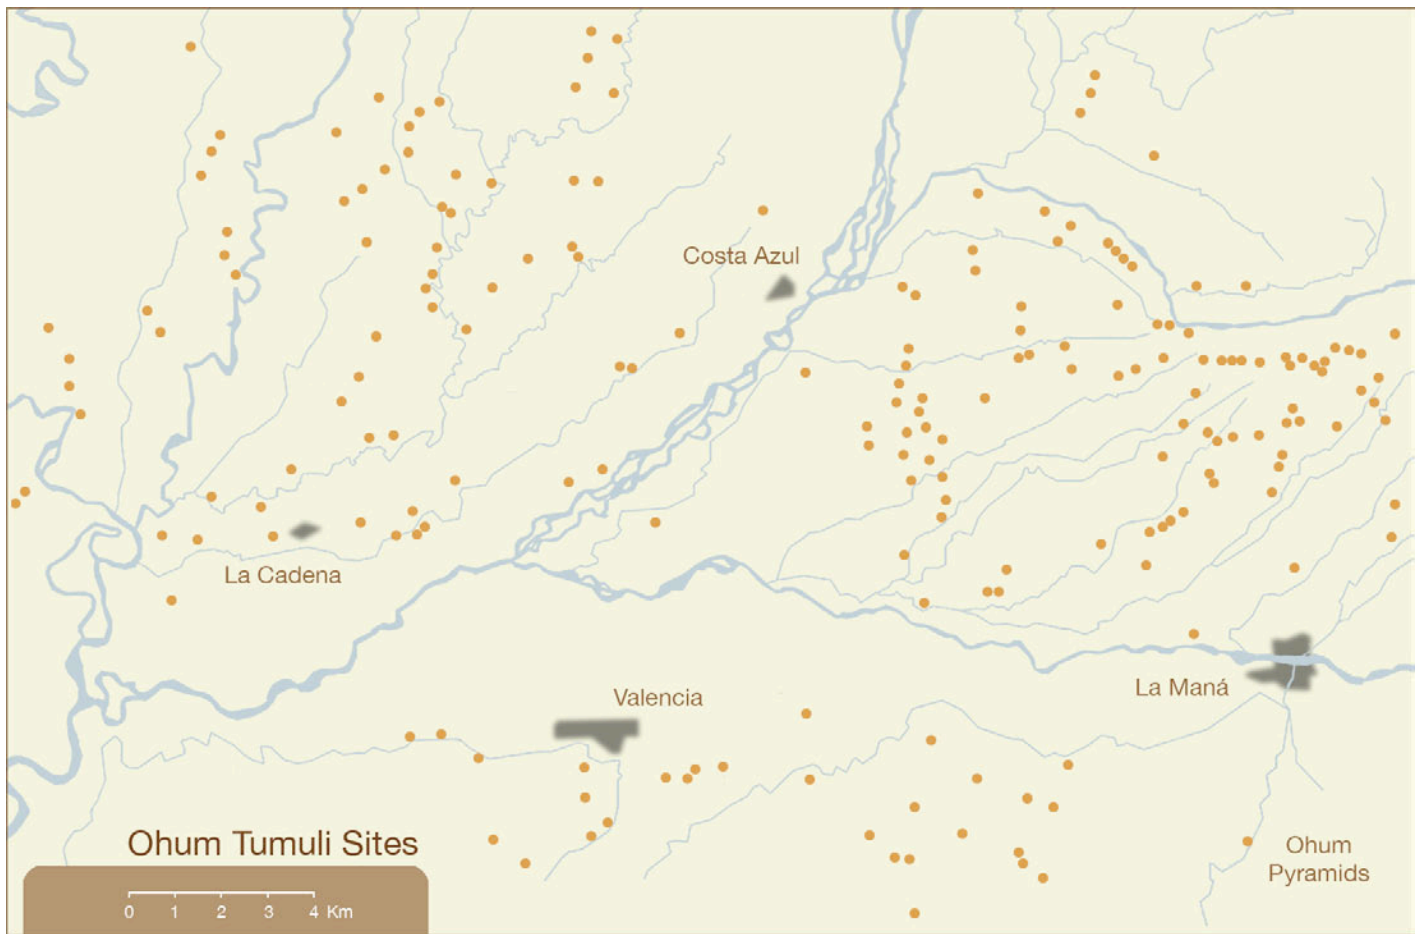 Costa Azul
La Cadena
Valencia
La Maná
Ohum Tumuli Sites
Ohum
Pyramids
0 1 2 3 4 Km